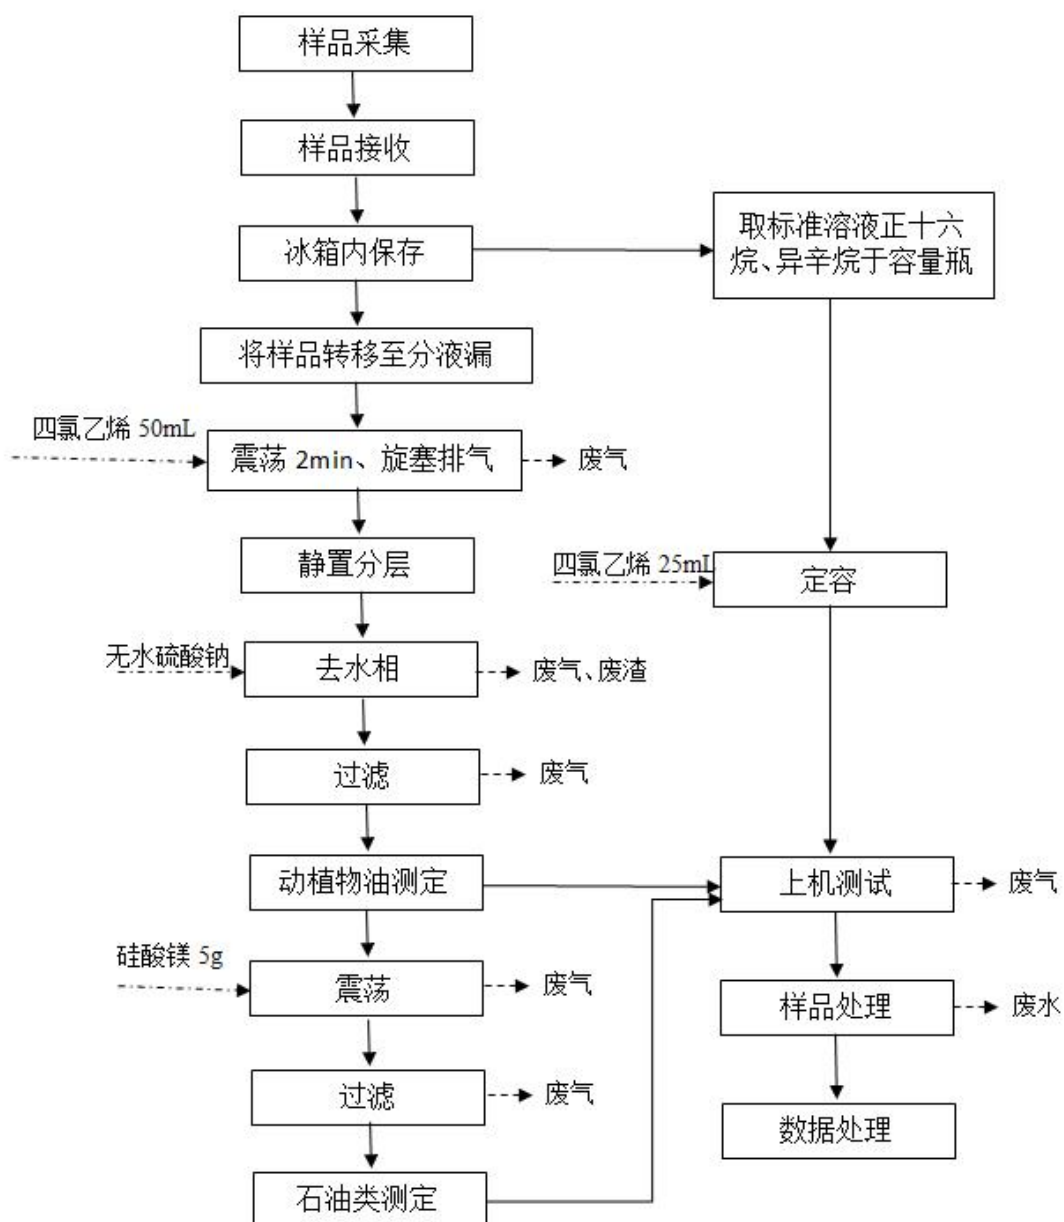 样品采集
样品接收
冰箱内保存
取标准溶液正十六
烷、异辛烷于容量瓶
将样品转移至分液漏
四氯乙烯 50mL
震荡 2min、旋塞排气
废气
静置分层
四氯乙烯 25mL
定容
无水硫酸钠
去水相
废气、废渣
过滤
废气
动植物油测定
上机测试
废气
硅酸镁 5g
震荡
废气
样品处理
废水
过滤
废气
数据处理
石油类测定